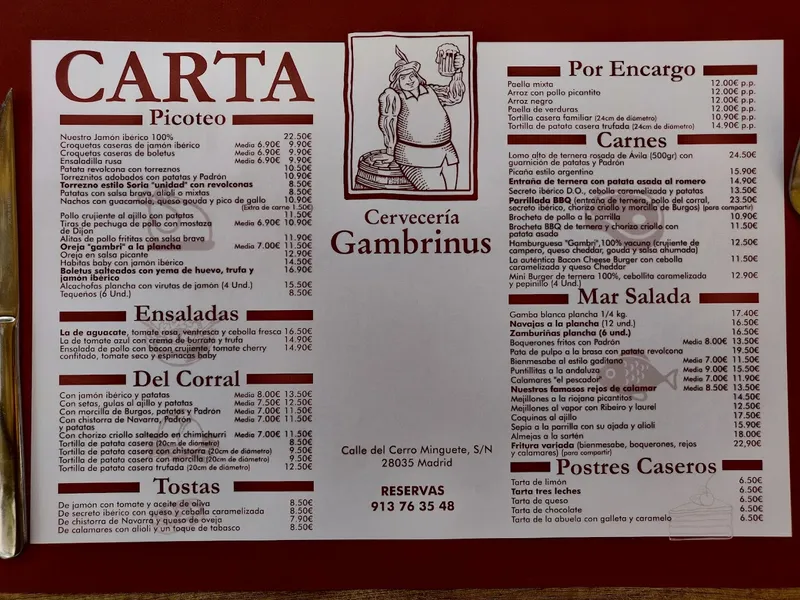 CARTA
Picoteo
Nuestro Jamón ibérico 100% 22.50€
Croquetas caseras de jamón ibérico Media 6.90€ 9.90€
Croquetas caseras de boletus Media 6.90€ 9.90€
Ensaladilla rusa Media 6.90€ 9.90€
Patata revolcona con torreznos 10.50€
Torreznitos adobados con patatas y Padrón 10.90€
Torrezno estilo Soria "unidad" con revolconas 8.50€
Patatas con salsa brava, alioli o mixtas 8.50€
Nachos con guacamole, queso gouda y pico de gallo 10.90€
(Extra de carne 1.50€)
Pollo crujiente al ajillo con patatas 11.50€
Tiras de pechuga de pollo con mostaza Media 6.90€ 10.90€
de Dijon
Alitas de pollo frititas con salsa brava 11.90€
Oreja "gambri" a la plancha Media 7.00€ 11.50€
Oreja en salsa picante 12.90€
Habitas baby con jamón ibérico 14.50€
Boletus salteados con yema de huevo, trufa y 16.90€
jamón ibérico
Alcachofas plancha con virutas de jamón (4 Und.) 15.50€
Tequeños (6 Und.) 8.50€
Ensaladas
La de aguacate, tomate rosa, ventresca y cebolla fresca 16.50€
La de tomate azul con crema de burrata y trufa 14.90€
Ensalada de pollo con bacon crujiente, tomate cherry 14.90€
confitado, tomate seco y espinacas baby
Del Corral
Con jamón ibérico y patatas Media 8.00€ 13.50€
Con setas, gulas al ajillo y patatas Media 7.50€ 12.50€
Con morcilla de Burgos, patatas y Padrón Media 7.00€ 11.50€
Con chistorra de Navarra, Padrón Media 7.00€ 11.50€
y patatas
Con chorizo criollo salteado en chimichurri Media 7.00€ 11.50€
Tortilla de patata casera (20cm de diámetro) 8.50€
Tortilla de patata casera con chistorra (20cm de diámetro) 9.50€
Tortilla de patata casera con morcilla (20cm de diámetro) 9.50€
Tortilla de patata casera trufada (20cm de diámetro) 12.50€
Tostas
De jamón con tomate y aceite de oliva 8.50€
De secreto ibérico con queso y cebolla caramelizada 8.50€
De chistorra de Navarra y queso de oveja 7.90€
De calamares con alioli y un toque de tabasco 8.50€
Cervecería
Gambrinus
Calle del Cerro Minguete, S/N
28035 Madrid
RESERVAS
913 76 35 48
Por Encargo
Paella mixta 12.00€ p.p.
Arroz con pollo picantito 12.00€ p.p.
Arroz negro 12.00€ p.p.
Paella de verduras 12.00€ p.p.
Tortilla casera familiar (24cm de diámetro) 10.90€ p.p.
Tortilla de patata casera trufada (24cm de diámetro) 14.90€ p.p.
Carnes
Lomo alto de ternera rosada de Ávila (500gr) con 24.50€
guarnición de patatas y Padrón
Picaña estilo argentino 15.90€
Entraña de ternera con patata asada al romero 14.90€
Secreto ibérico D.O., cebolla caramelizada y patatas 13.50€
Parrillada BBQ (entraña de ternera, pollo del corral, 23.50€
secreto ibérico, chorizo criollo y morcilla de Burgos) (para compartir)
Brocheta de pollo a la parrilla 10.90€
Brocheta BBQ de ternera y chorizo criollo con 11.50€
patata asada
Hamburguesa "Gambri",100% vacuno (crujiente de 12.50€
campero, queso cheddar, gouda y salsa ahumada)
La auténtica Bacon Cheese Burger con cebolla 11.50€
caramelizada y queso Cheddar
Mini Burger de ternera 100%, cebollita caramelizada 12.90€
y pepinillo (4 Und.)
Mar Salada
Gamba blanca plancha 1/4 kg. 17.40€
Navajas a la plancha (12 und.) 16.50€
Zamburiñas plancha (6 und.) 16.50€
Boquerones fritos con Padrón Media 8.00€ 13.50€
Pata de pulpo a la brasa con patata revolcona 19.50€
Bienmesabe al estilo gaditano Media 7.00€ 11.50€
Puntillitas a la andaluza Media 9.00€ 15.50€
Calamares "el pescador" Media 7.00€ 11.90€
Nuestros famosos rejos de calamar Media 8.50€ 13.50€
Mejillones a la riojana picantitos 14.50€
Mejillones al vapor con Ribeiro y laurel 12.50€
Coquinas al ajillo 17.50€
Sepia a la parrilla con su ajada y alioli 15.90€
Almejas a la sartén 18.00€
Fritura variada (bienmesabe, boquerones, rejos 22,90€
y calamares) (para compartir)
Postres Caseros
Tarta de limón 6.50€
Tarta tres leches 6.50€
Tarta de queso 6.50€
Tarta de chocolate 6.50€
Tarta de la abuela con galleta y caramelo 6.50€